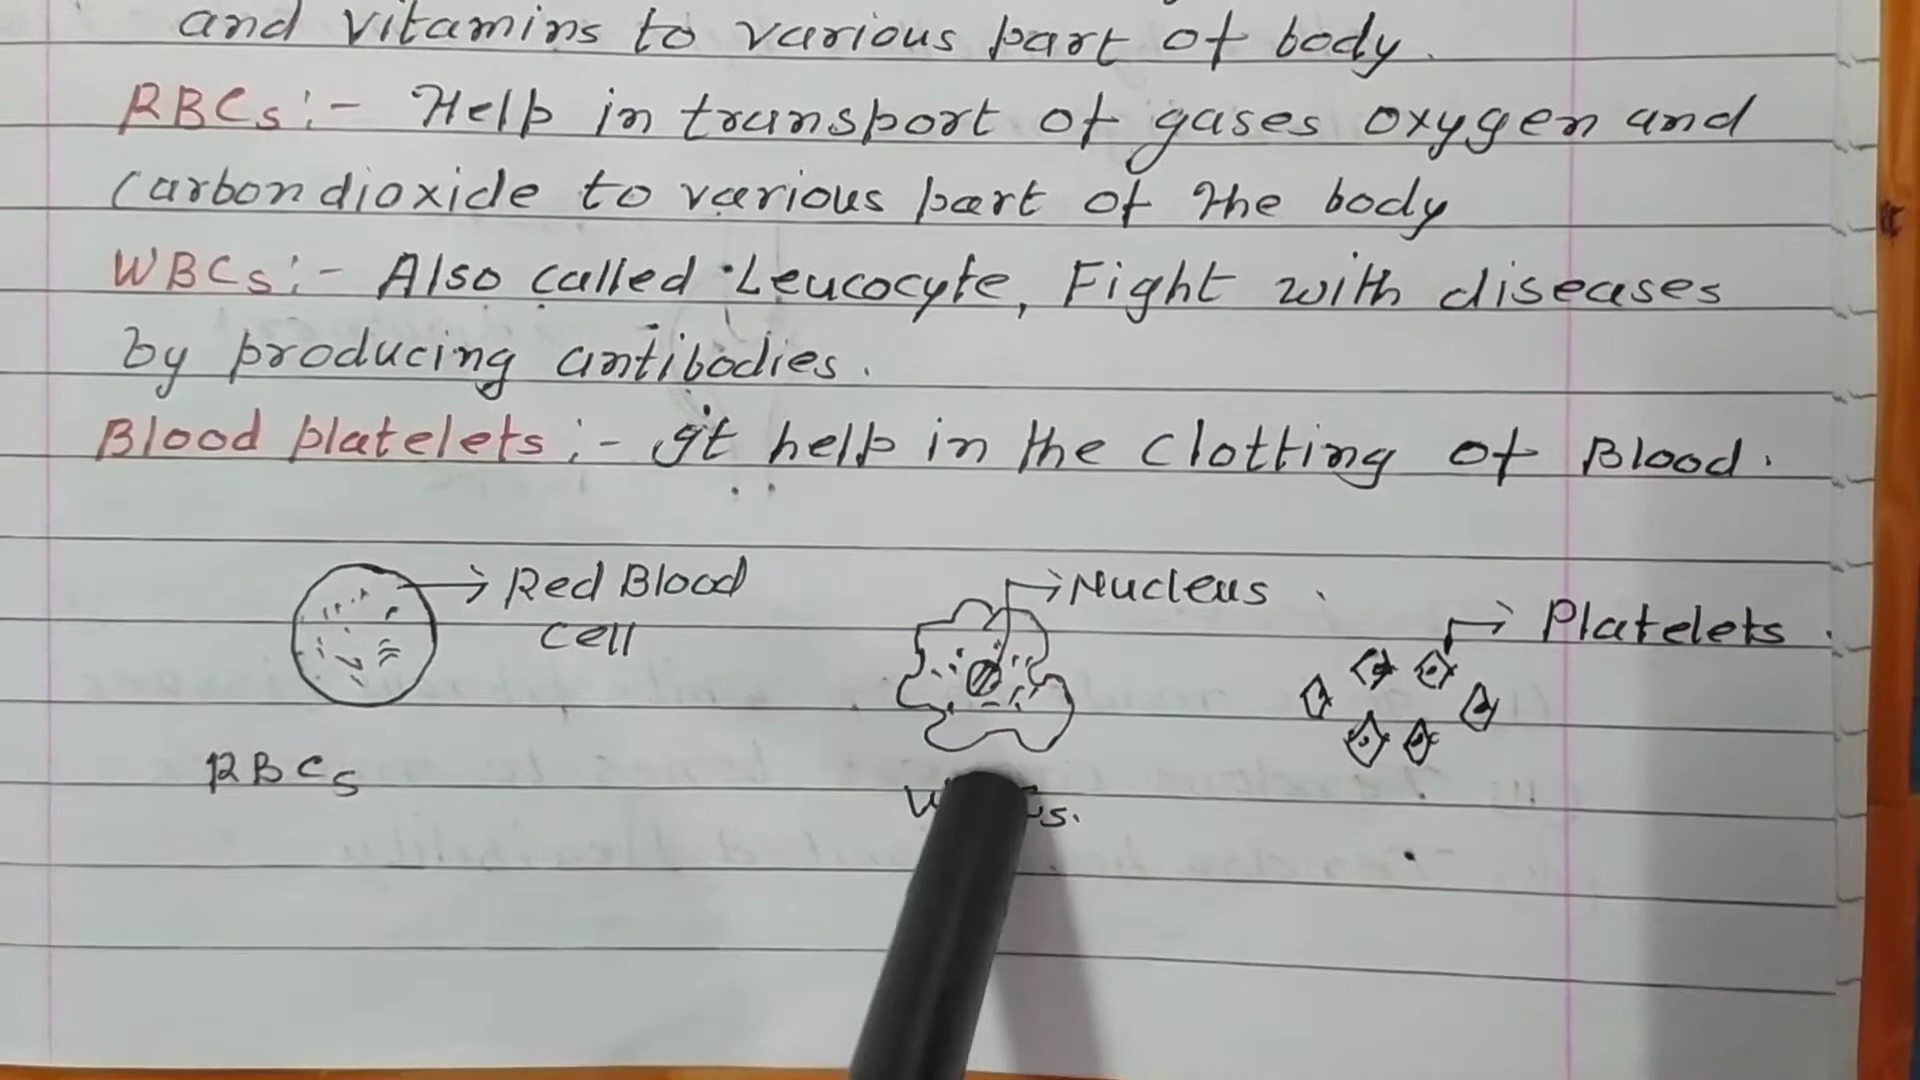 and vitamins to various part of body.
RBCs :- Help in transport of gases oxygen and
Carbondioxide to various part of the body
WBCs :- Also called Leucocyte, Fight with diseases
by producing antibodies.
Blood platelets :- It help in the Clotting of Blood.
Red Blood
Cell
Nucleus
Platelets
RBCs